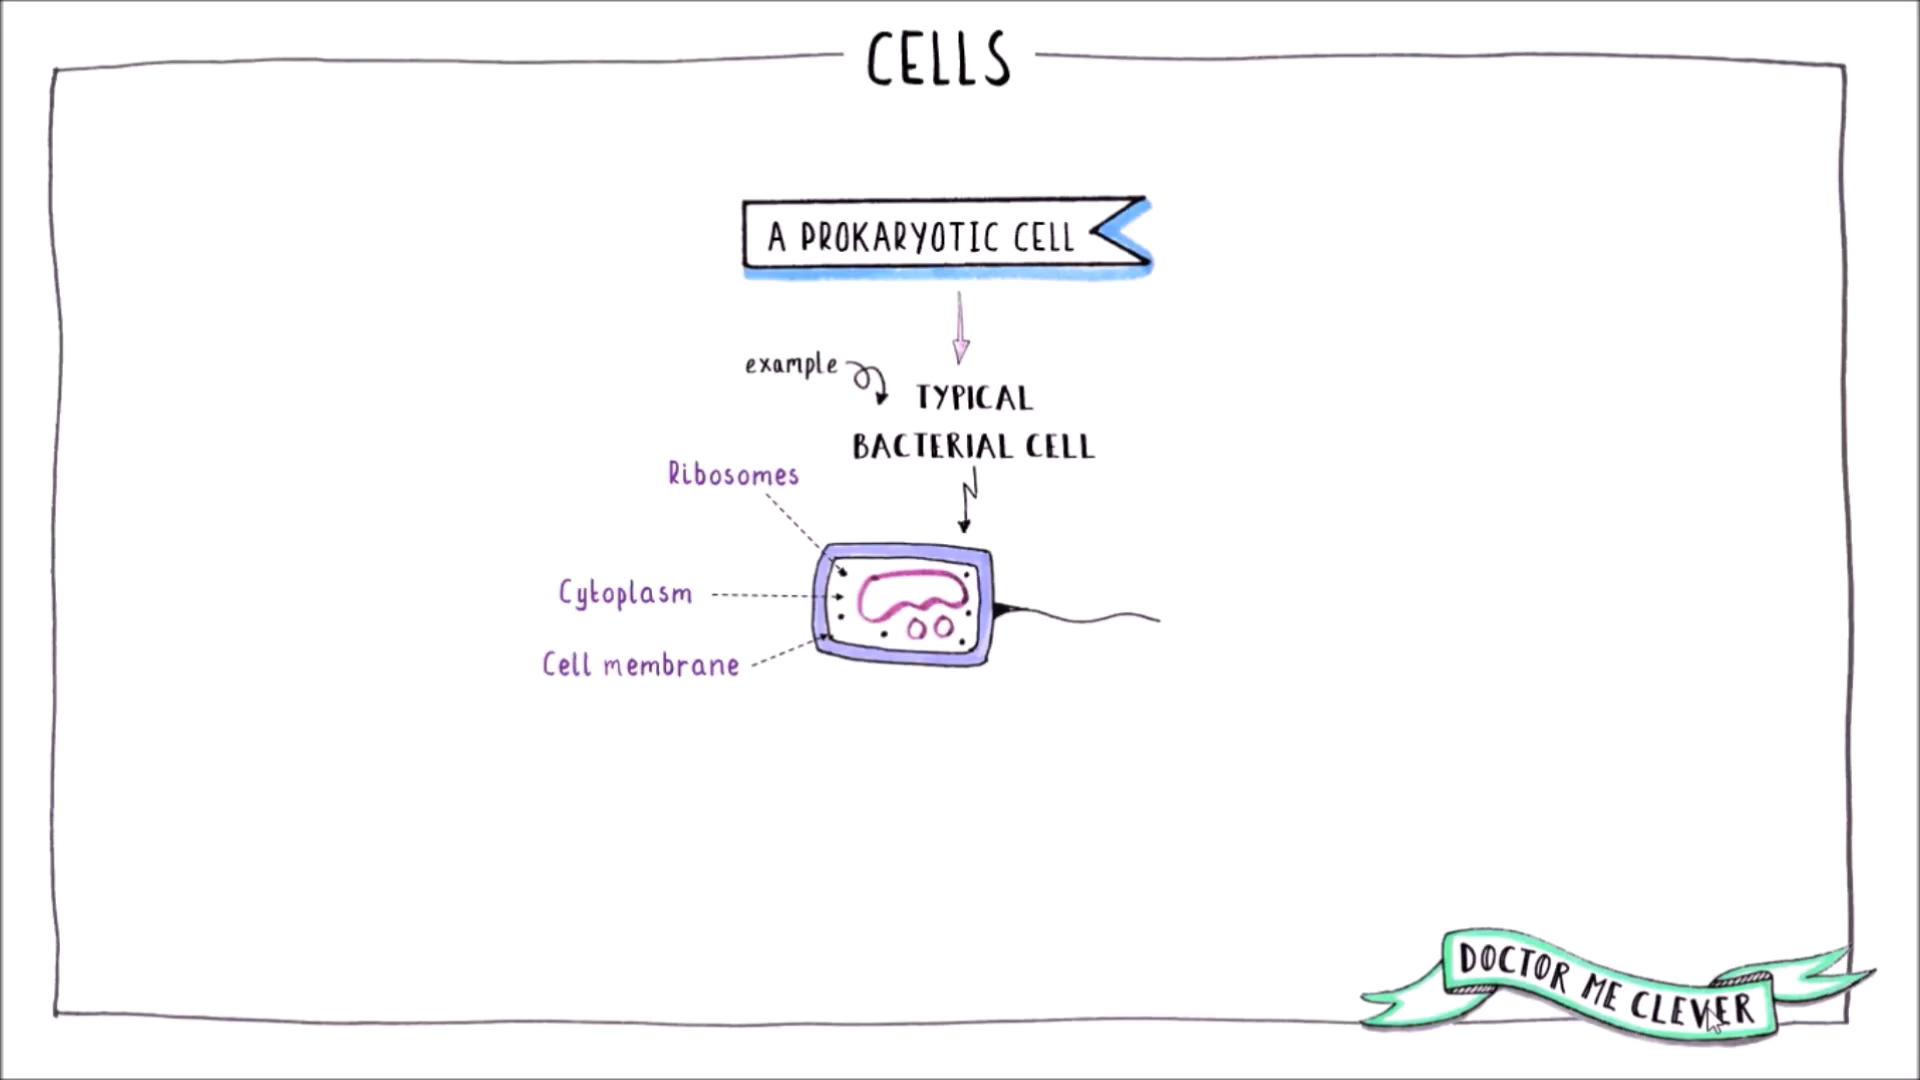 CELLS
A PROKARYOTIC CELL
example
TYPICAL
BACTERIAL CELL
Ribosomes
Cytoplasm
Cell membrane
DOCTOR ME CLEVER